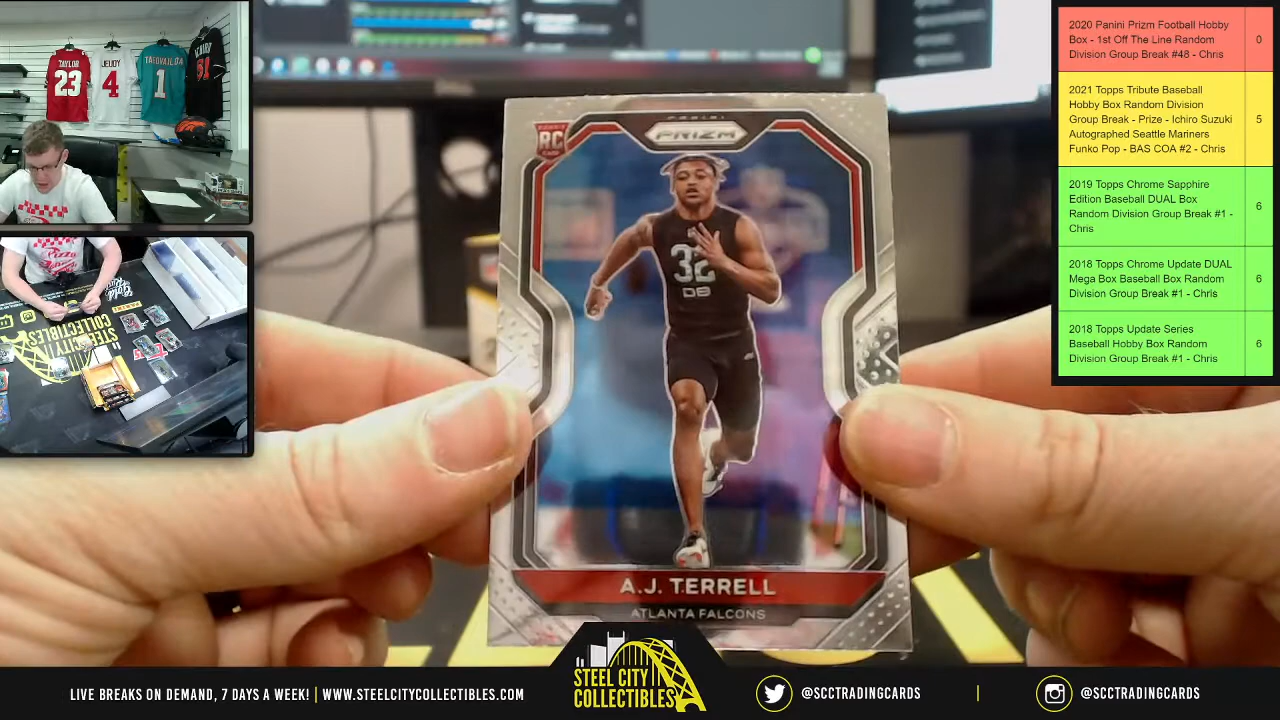 TAYLOR
23
JEUDY
4
TAGOVAILOA
1
2020 Panini Prizm Football Hobby
Box - 1st Off The Line Random
Division Group Break #48 - Chris
0
2021 Topps Tribute Baseball
Hobby Box Random Division
Group Break - Prize - Ichiro Suzuki
Autographed Seattle Mariners
Funko Pop - BAS COA #2 - Chris
5
2019 Topps Chrome Sapphire
Edition Baseball DUAL Box
Random Division Group Break #1 -
Chris
6
2018 Topps Chrome Update DUAL
Mega Box Baseball Box Random
Division Group Break #1 - Chris
6
2018 Topps Update Series
Baseball Hobby Box Random
Division Group Break #1 - Chris
6
PANINI
PRIZM
RC
32
DB
A.J. TERRELL
ATLANTA FALCONS
Pizza
STEEL CITY
COLLECTIBLES
LIVE BREAKS ON DEMAND, 7 DAYS A WEEK! | WWW.STEELCITYCOLLECTIBLES.COM
STEEL CITY
COLLECTIBLES
@SCCTRADINGCARDS
@SCCTRADINGCARDS